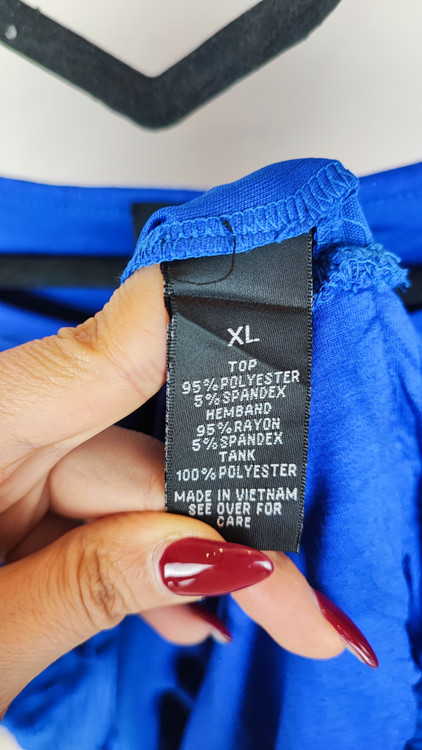 XL
TOP
95%POLYESTER
5%SPANDEX
HEMBAND
95%RAYON
5%SPANDEX
TANK
100%POLYESTER
MADE IN VIETNAM
SEE OVER FOR
CARE